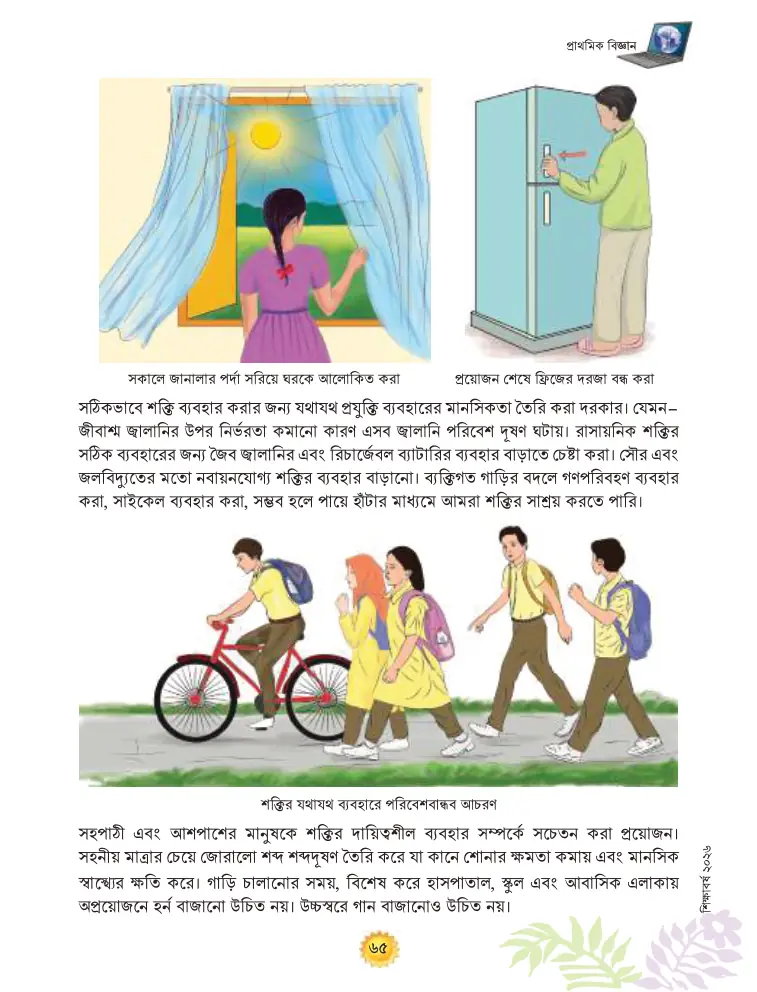 প্রাথমিক বিজ্ঞান
সকালে জানালার পর্দা সরিয়ে ঘরকে আলোকিত করা
প্রয়োজন শেষে ফ্রিজের দরজা বন্ধ করা
সঠিকভাবে শক্তি ব্যবহার করার জন্য যথাযথ প্রযুক্তি ব্যবহারের মানসিকতা তৈরি করা দরকার। যেমন–
জীবাশ্ম জ্বালানির উপর নির্ভরতা কমানো কারণ এসব জ্বালানি পরিবেশ দূষণ ঘটায়। রাসায়নিক শক্তির
সঠিক ব্যবহারের জন্য জৈব জ্বালানির এবং রিচার্জেবল ব্যাটারির ব্যবহার বাড়াতে চেষ্টা করা। সৌর এবং
জলবিদ্যুতের মতো নবায়নযোগ্য শক্তির ব্যবহার বাড়ানো। ব্যক্তিগত গাড়ির বদলে গণপরিবহণ ব্যবহার
করা, সাইকেল ব্যবহার করা, সম্ভব হলে পায়ে হাঁটার মাধ্যমে আমরা শক্তির সাশ্রয় করতে পারি।
শক্তির যথাযথ ব্যবহারে পরিবেশবান্ধব আচরণ
সহপাঠী এবং আশপাশের মানুষকে শক্তির দায়িত্বশীল ব্যবহার সম্পর্কে সচেতন করা প্রয়োজন।
সহনীয় মাত্রার চেয়ে জোরালো শব্দ শব্দদূষণ তৈরি করে যা কানে শোনার ক্ষমতা কমায় এবং মানসিক
স্বাস্থ্যের ক্ষতি করে। গাড়ি চালানোর সময়, বিশেষ করে হাসপাতাল, স্কুল এবং আবাসিক এলাকায়
অপ্রয়োজনে হর্ন বাজানো উচিত নয়। উচ্চস্বরে গান বাজানোও উচিত নয়।
শিক্ষাবর্ষ ২০২৬
৬৫